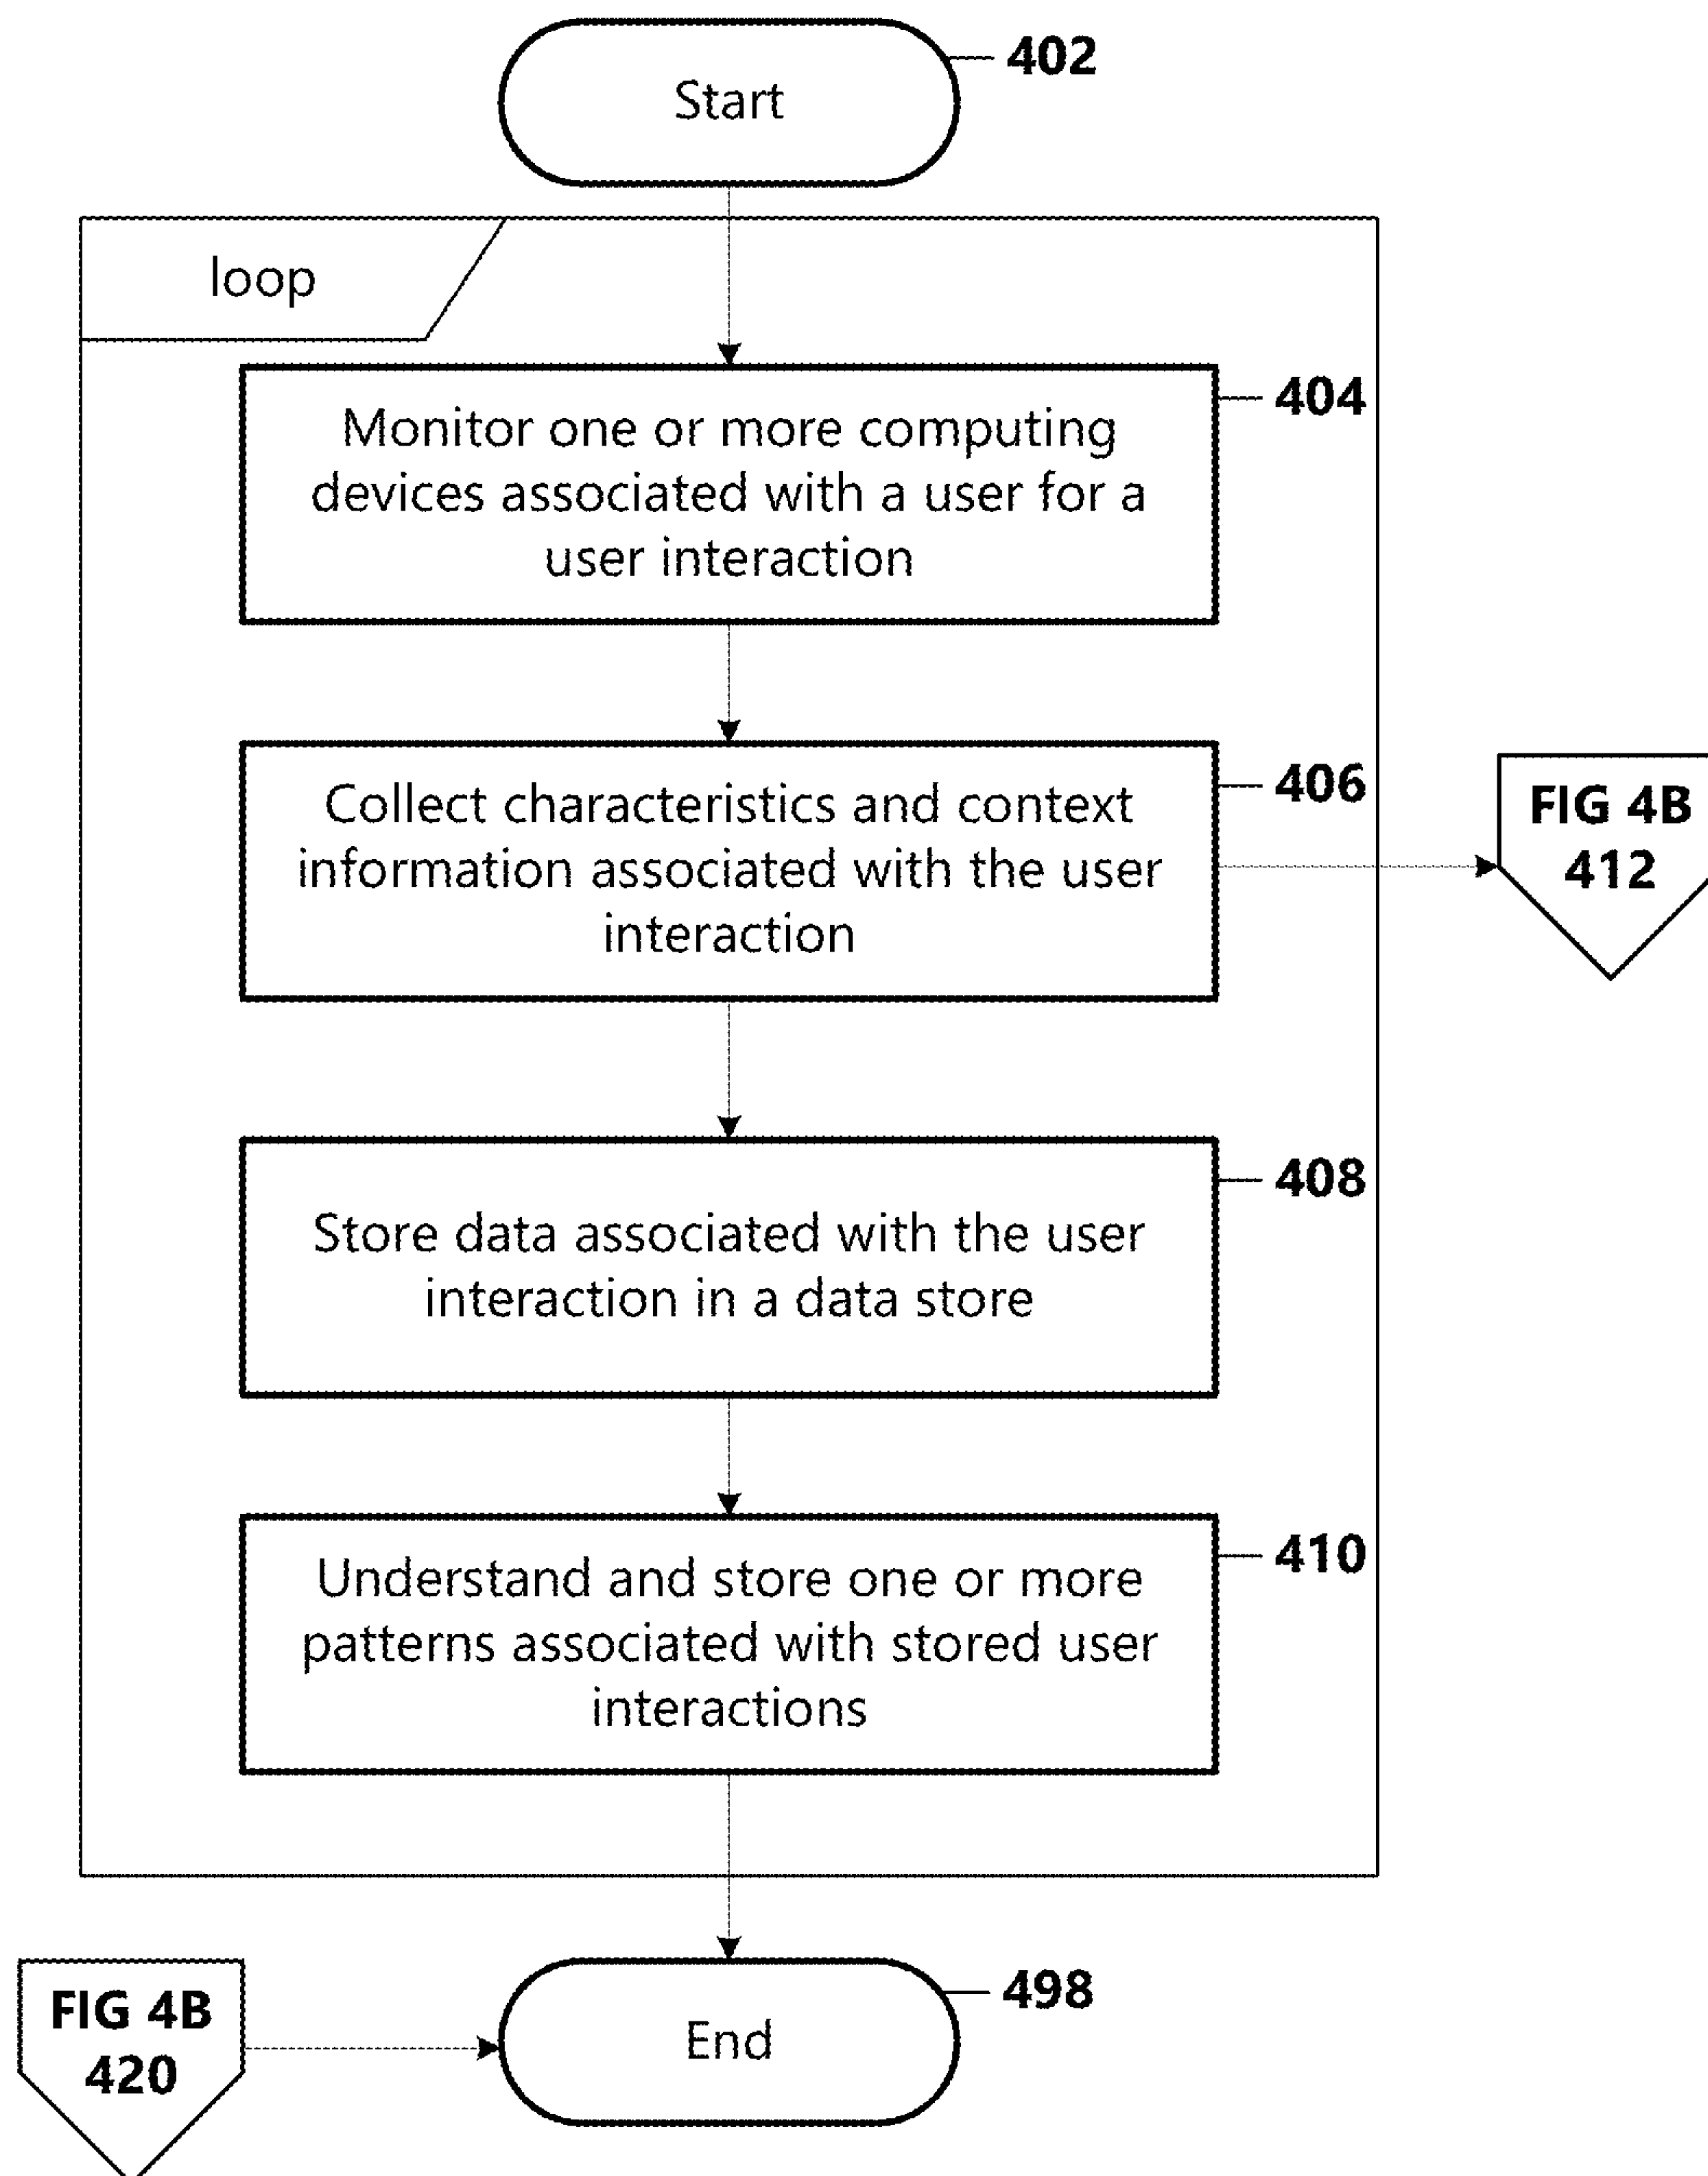 Start
402
loop
Monitor one or more computing
devices associated with a user for a
user interaction
404
Collect characteristics and context
information associated with the user
interaction
406
FIG 4B
412
Store data associated with the user
interaction in a data store
408
Understand and store one or more
patterns associated with stored user
interactions
410
FIG 4B
420
End
498